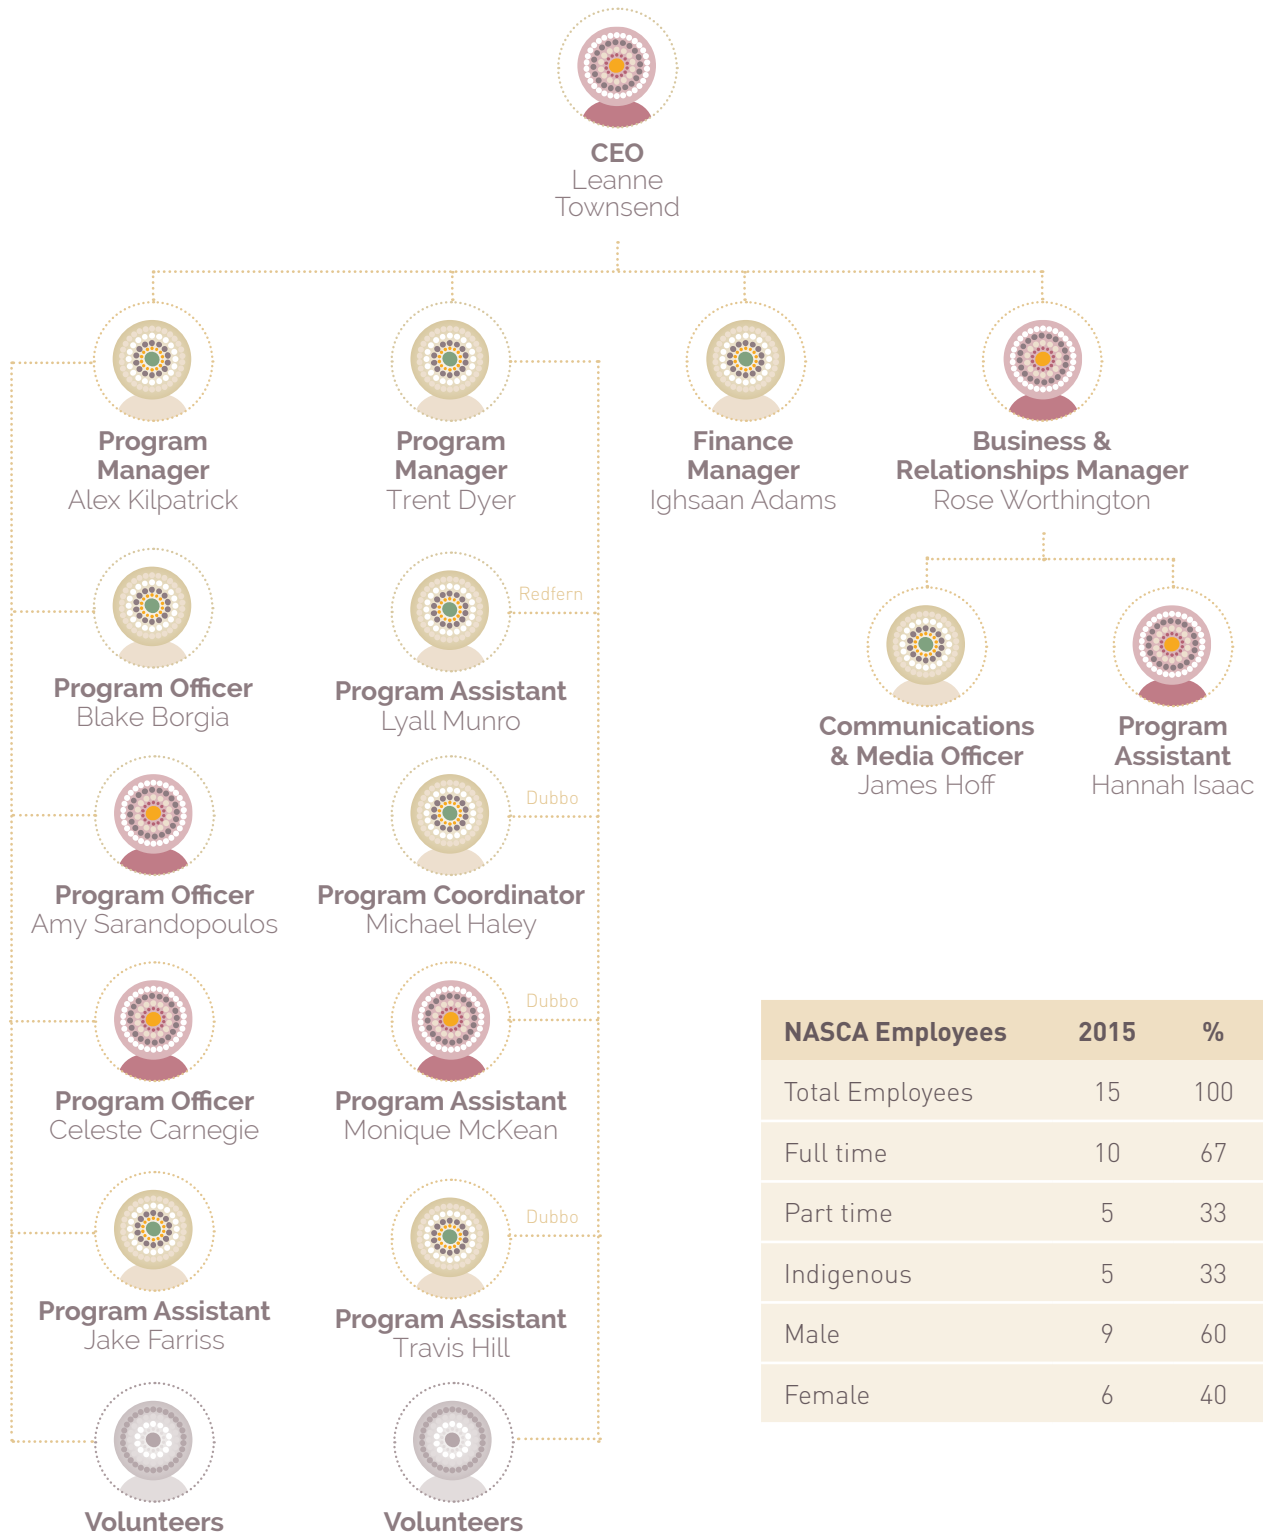 CEO
Leanne
Townsend
Program
Manager
Alex Kilpatrick
Program
Manager
Trent Dyer
Finance
Manager
Ighsaan Adams
Business &
Relationships Manager
Rose Worthington
Program Officer
Blake Borgia
Redfern
Program Assistant
Lyall Munro
Communications
& Media Officer
James Hoff
Program
Assistant
Hannah Isaac
Program Officer
Amy Sarandopoulos
Dubbo
Program Coordinator
Michael Haley
Program Officer
Celeste Carnegie
Dubbo
Program Assistant
Monique McKean
Program Assistant
Jake Farriss
Dubbo
Program Assistant
Travis Hill
Volunteers
Volunteers
NASCA Employees 2015 %
Total Employees 15 100
Full time 10 67
Part time 5 33
Indigenous 5 33
Male 9 60
Female 6 40